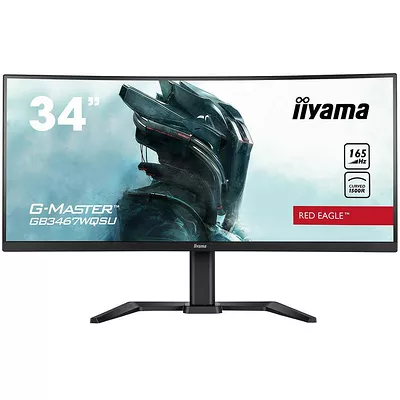 34"
iiyama
165
Hz
CURVED
1500R
G-MASTER™
GB3467WQSU
RED EAGLE™
iiyama